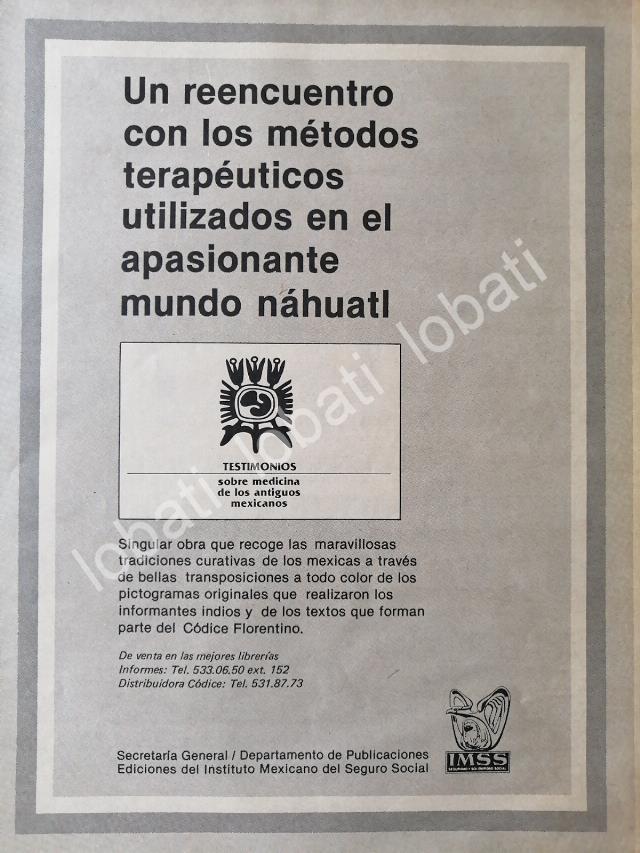 Un reencuentro
con los métodos
terapéuticos
utilizados en el
apasionante
mundo náhuatl
TESTIMONIOS
sobre medicina
de los antiguos
mexicanos
Singular obra que recoge las maravillosas
tradiciones curativas de los mexicas a través
de bellas transposiciones a todo color de los
pictogramas originales que realizaron los
informantes indios y de los textos que forman
parte del Códice Florentino.
De venta en las mejores librerías
Informes: Tel. 533.06.50 ext. 152
Distribuidora Códice: Tel. 531.87.73
Secretaría General / Departamento de Publicaciones
Ediciones del Instituto Mexicano del Seguro Social
IMSS
SEGURIDAD Y SOLIDARIDAD SOCIAL
lobati lobati lobati lobati